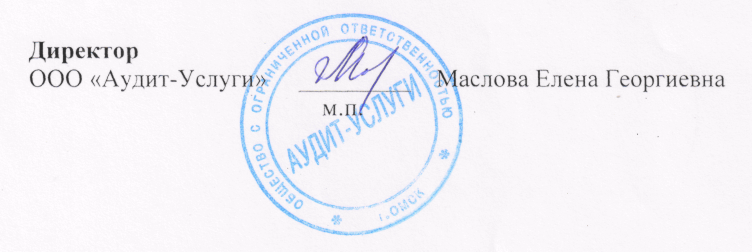 Директор
ООО «Аудит-Услуги» Маслова Елена Георгиевна
м.п.
ОБЩЕСТВО С ОГРАНИЧЕННОЙ ОТВЕТСТВЕННОСТЬЮ
АУДИТ-УСЛУГИ
* г.ОМСК *